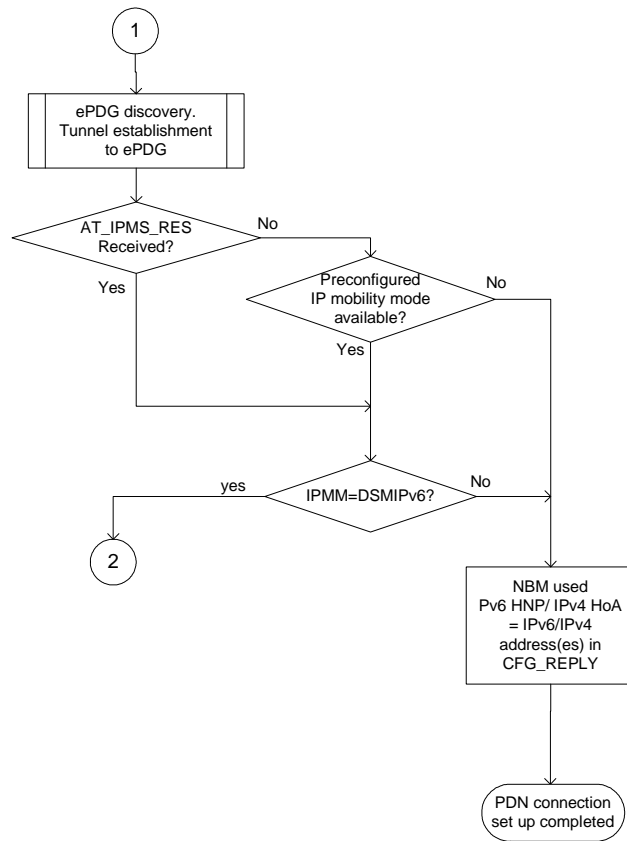 1
ePDG discovery.
Tunnel establishment
to ePDG
AT_IPMS_RES
Received?
No
Yes
Preconfigured
IP mobility mode
available?
No
Yes
IPMM=DSMIPv6?
yes
No
2
NBM used
Pv6 HNP/ IPv4 HoA
= IPv6/IPv4
address(es) in
CFG_REPLY
PDN connection
set up completed